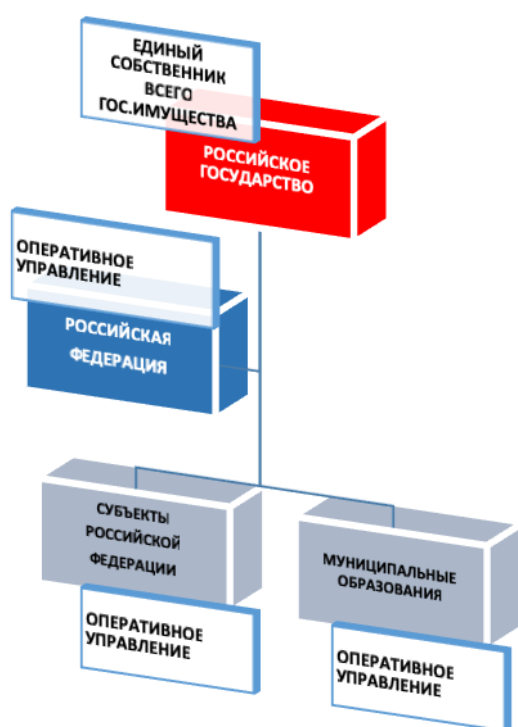 ЕДИНЫЙ
СОБСТВЕННИК
ВСЕГО
ГОС.ИМУЩЕСТВА
РОССИЙСКОЕ
ГОСУДАРСТВО
ОПЕРАТИВНОЕ
УПРАВЛЕНИЕ
РОССИЙСКАЯ
ФЕДЕРАЦИЯ
СУБЪЕКТЫ
РОССИЙСКОЙ
ФЕДЕРАЦИИ
ОПЕРАТИВНОЕ
УПРАВЛЕНИЕ
МУНИЦИПАЛЬНЫЕ
ОБРАЗОВАНИЯ
ОПЕРАТИВНОЕ
УПРАВЛЕНИЕ